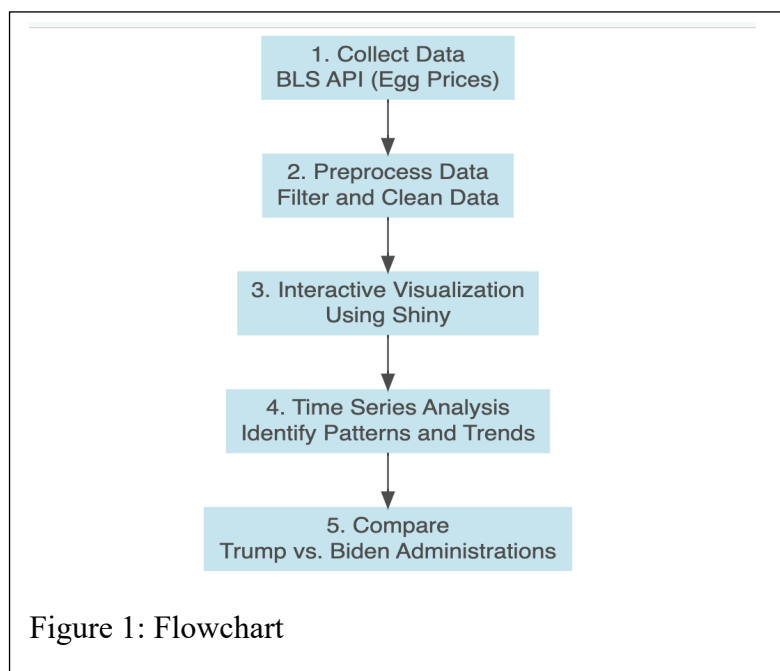 1. Collect Data
BLS API (Egg Prices)
2. Preprocess Data
Filter and Clean Data
3. Interactive Visualization
Using Shiny
4. Time Series Analysis
Identify Patterns and Trends
5. Compare
Trump vs. Biden Administrations
Figure 1: Flowchart